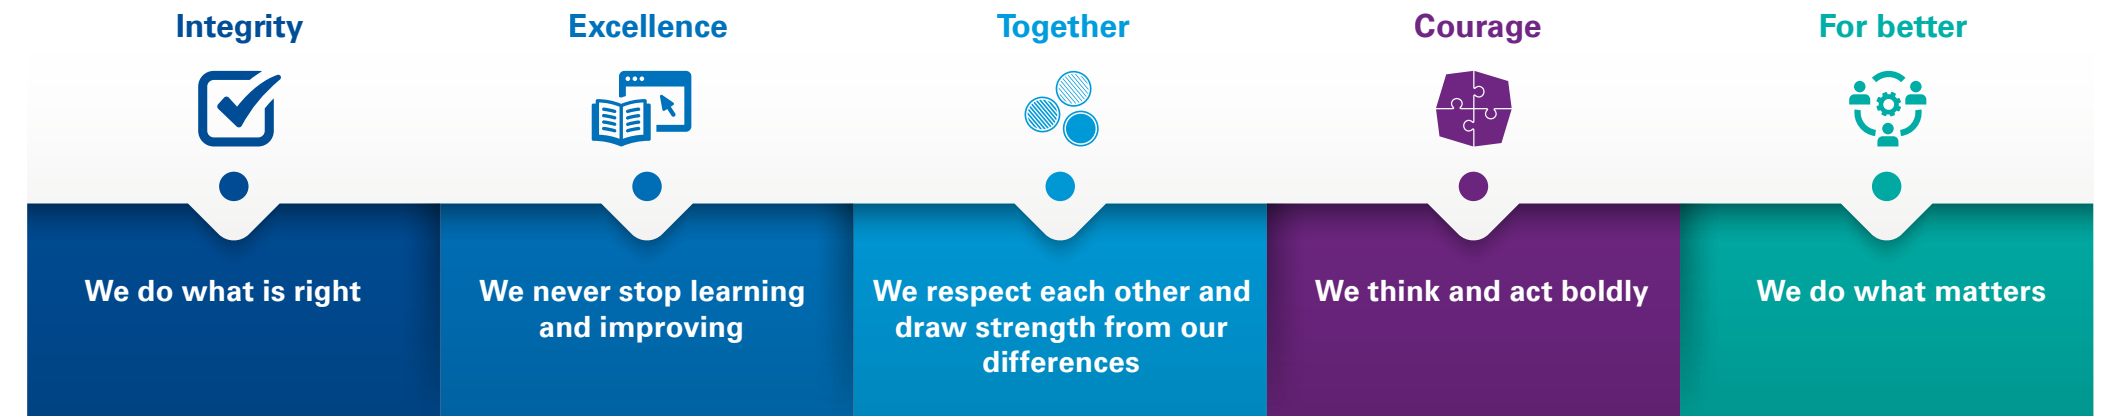 Integrity
Excellence
Together
Courage
For better
We do what is right
We never stop learning
and improving
We respect each other and
draw strength from our
differences
We think and act boldly
We do what matters